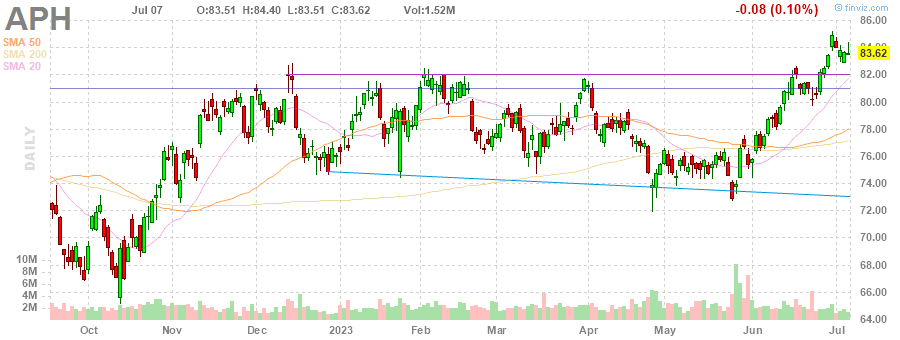 APH Jul 07 O:83.51 H:84.40 L:83.51 C:83.62 Vol:1.52M -0.08 (0.10%) © finviz.com
SMA 50
SMA 200
SMA 20
DAILY
86.00
84.00
83.62
82.00
80.00
78.00
76.00
74.00
72.00
70.00
68.00
66.00
64.00
62.00
10M
8M
6M
4M
2M
Oct Nov Dec 2023 Feb Mar Apr May Jun Jul